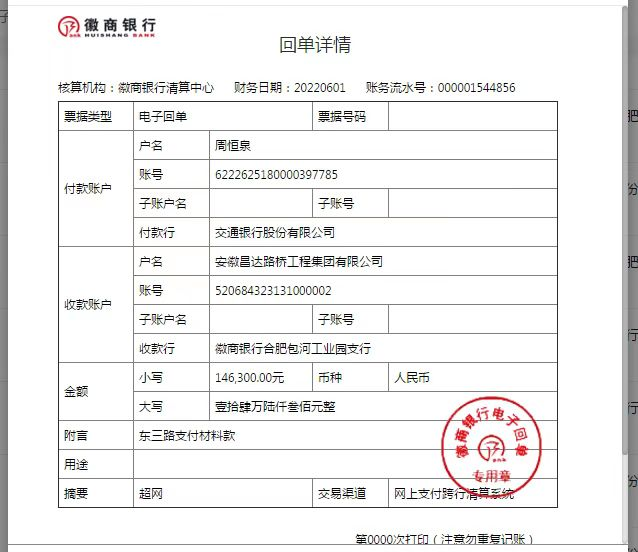 徽商银行
HUISHANG BANK
回单详情
核算机构：徽商银行清算中心 财务日期：20220601 账务流水号：000001544856
票据类型 电子回单 票据号码
付款账户
户名 周恒泉
账号 6222625180000397785
子账户名 子账号
付款行 交通银行股份有限公司
收款账户
户名 安徽昌达路桥工程集团有限公司
账号 520684323131000002
子账户名 子账号
收款行 徽商银行合肥包河工业园支行
金额
小写 146,300.00元 币种 人民币
大写 壹拾肆万陆仟叁佰元整
附言 东三路支付材料款
用途
摘要 超网 交易渠道 网上支付跨行清算系统
徽商银行电子回单
专用章
第0000次打印（注意勿重复记账）